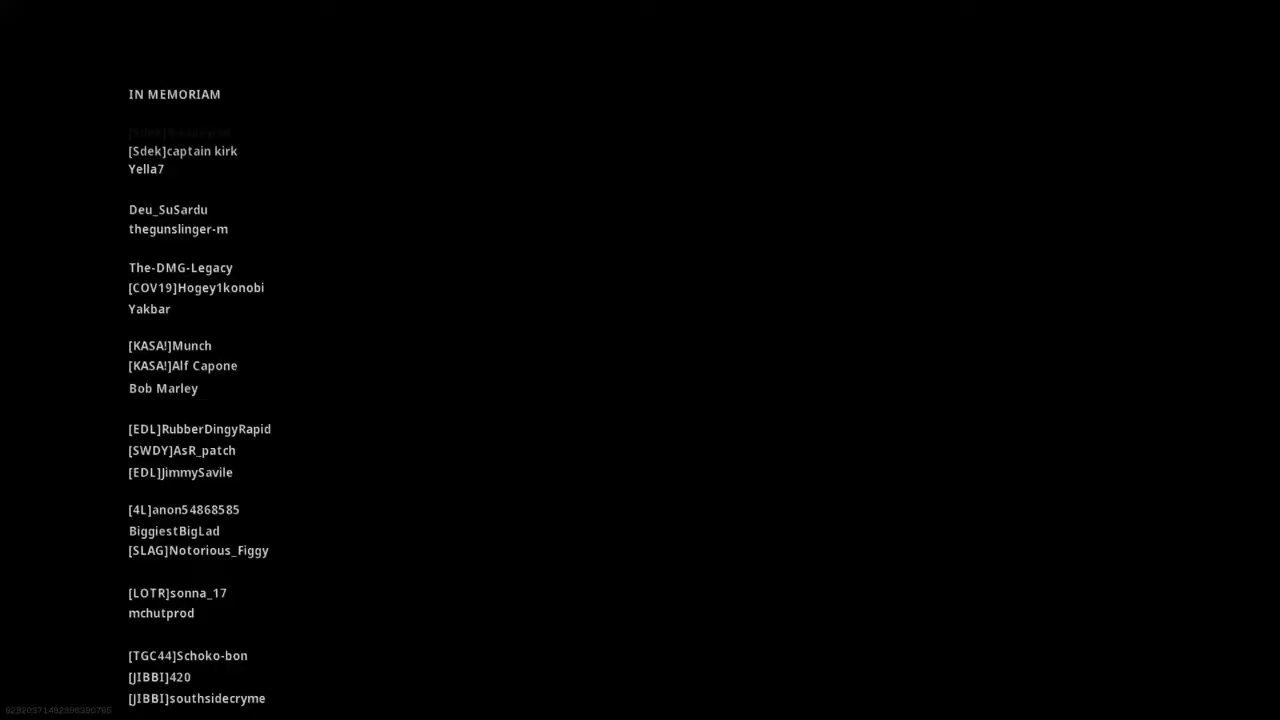 IN MEMORIAM
[Sdek]captain kirk
Yella7
Deu_SuSardu
thegunslinger-m
The-DMG-Legacy
[COV19]Hogey1konobi
Yakbar
[KASA!]Munch
[KASA!]Alf Capone
Bob Marley
[EDL]RubberDingyRapid
[SWDY]AsR_patch
[EDL]JimmySavile
[4L]anon54868585
BiggiestBigLad
[SLAG]Notorious_Figgy
[LOTR]sonna_17
mchutprod
[TGC44]Schoko-bon
[JIBBI]420
[JIBBI]southsidecryme